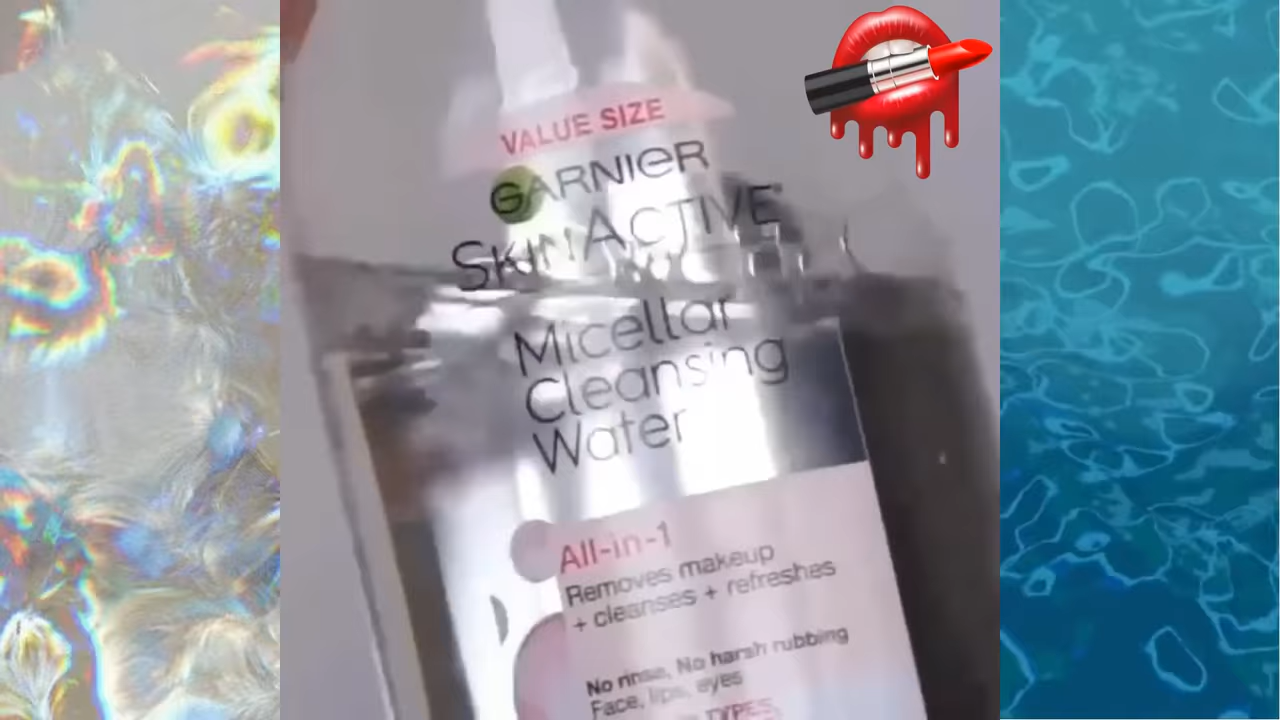 VALUE SIZE
GARNIER
SKINACTIVE
Micellar
Cleansing
Water
All-in-1
Removes makeup
+ cleanses + refreshes
No rinse, No harsh rubbing
Face, lips, eyes
TYPES